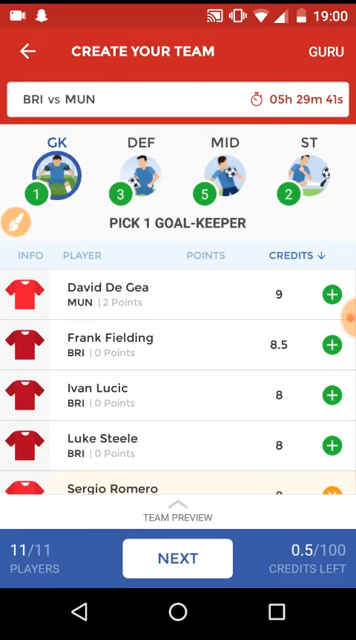 19:00
CREATE YOUR TEAM GURU
BRI vs MUN 05h 29m 41s
GK DEF MID ST
1 3 5 2
PICK 1 GOAL-KEEPER
INFO PLAYER POINTS CREDITS ↓
David De Gea
MUN | 2 Points
9
Frank Fielding
BRI | 0 Points
8.5
Ivan Lucic
BRI | 0 Points
8
Luke Steele
BRI | 0 Points
8
Sergio Romero
TEAM PREVIEW
11/11
PLAYERS
NEXT
0.5/100
CREDITS LEFT